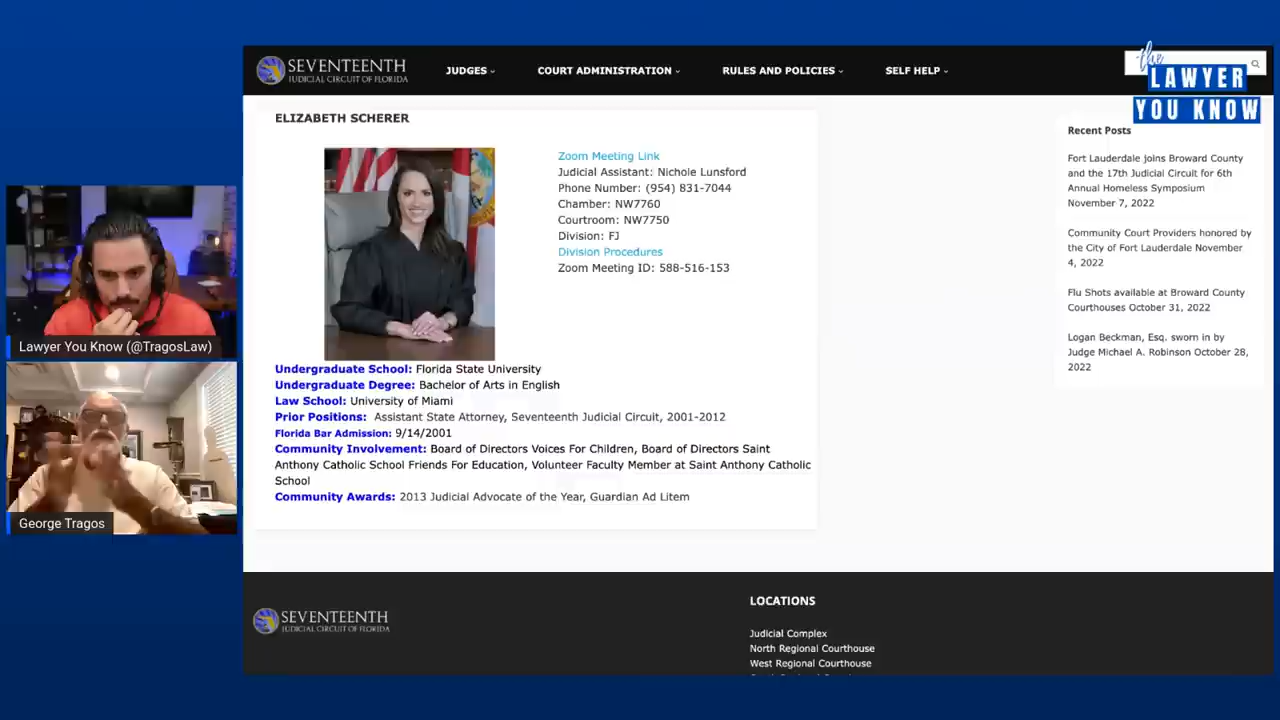 SEVENTEENTH
JUDICIAL CIRCUIT OF FLORIDA
JUDGES
COURT ADMINISTRATION
RULES AND POLICIES
SELF HELP
the
LAWYER
YOU KNOW
ELIZABETH SCHERER
Zoom Meeting Link
Judicial Assistant: Nichole Lunsford
Phone Number: (954) 831-7044
Chamber: NW7760
Courtroom: NW7750
Division: FJ
Division Procedures
Zoom Meeting ID: 588-516-153
Undergraduate School: Florida State University
Undergraduate Degree: Bachelor of Arts in English
Law School: University of Miami
Prior Positions: Assistant State Attorney, Seventeenth Judicial Circuit, 2001-2012
Florida Bar Admission: 9/14/2001
Community Involvement: Board of Directors Voices For Children, Board of Directors Saint
Anthony Catholic School Friends For Education, Volunteer Faculty Member at Saint Anthony Catholic
School
Community Awards: 2013 Judicial Advocate of the Year, Guardian Ad Litem
Recent Posts
Fort Lauderdale joins Broward County
and the 17th Judicial Circuit for 6th
Annual Homeless Symposium
November 7, 2022
Community Court Providers honored by
the City of Fort Lauderdale November
4, 2022
Flu Shots available at Broward County
Courthouses October 31, 2022
Logan Beckman, Esq. sworn in by
Judge Michael A. Robinson October 28,
2022
Lawyer You Know (@TragosLaw)
George Tragos
SEVENTEENTH
JUDICIAL CIRCUIT OF FLORIDA
LOCATIONS
Judicial Complex
North Regional Courthouse
West Regional Courthouse